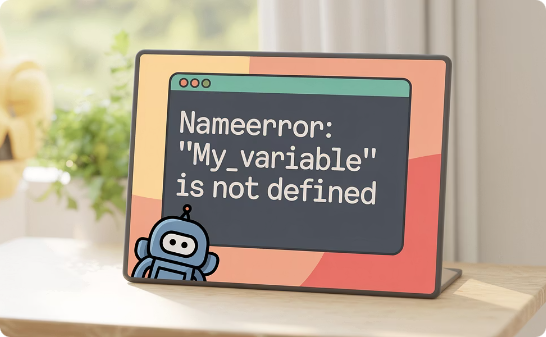 Nameerror:
"My_variable"
is not defined